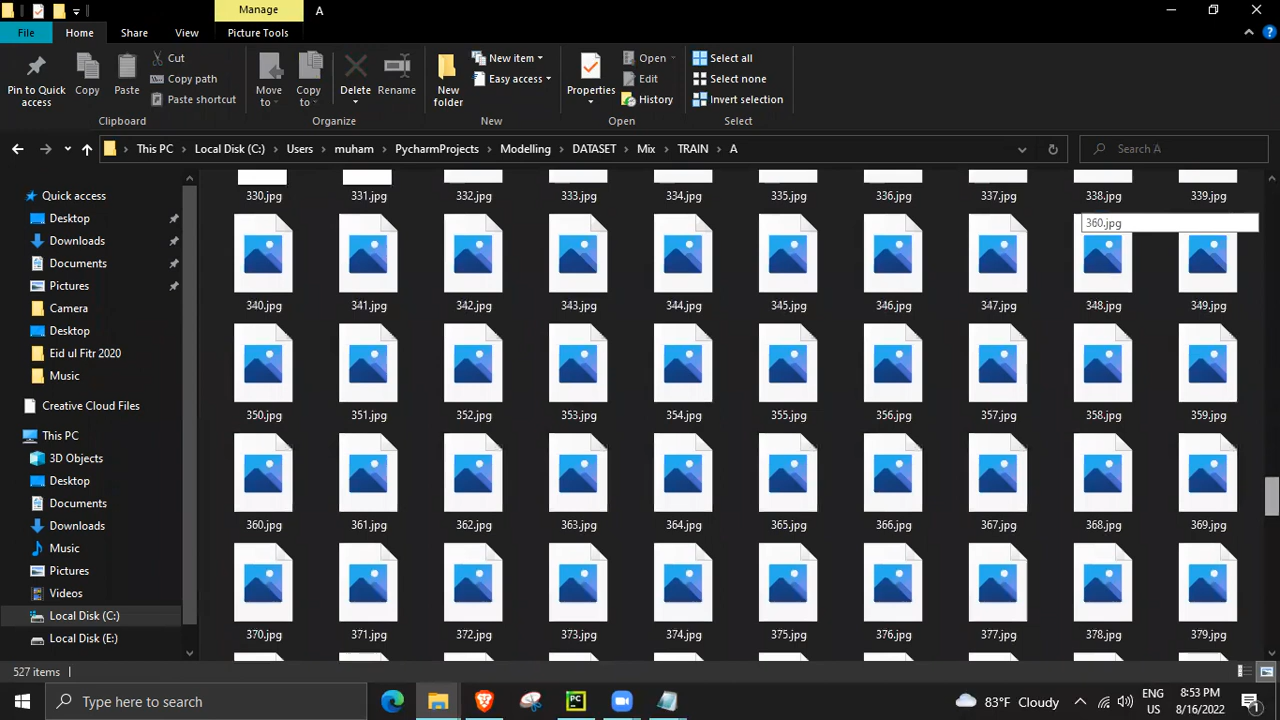 Manage
A
File
Home
Share
View
Picture Tools
Pin to Quick access
Copy
Paste
Cut
Copy path
Paste shortcut
Clipboard
Move to
Copy to
Delete
Rename
Organize
New folder
New item
Easy access
New
Properties
Open
Edit
History
Open
Select all
Select none
Invert selection
Select
This PC > Local Disk (C:) > Users > muham > PycharmProjects > Modelling > DATASET > Mix > TRAIN > A
Search A
Quick access
Desktop
Downloads
Documents
Pictures
Camera
Desktop
Eid ul Fitr 2020
Music
Creative Cloud Files
This PC
3D Objects
Desktop
Documents
Downloads
Music
Pictures
Videos
Local Disk (C:)
Local Disk (E:)
330.jpg 331.jpg 332.jpg 333.jpg 334.jpg 335.jpg 336.jpg 337.jpg 338.jpg 339.jpg
360.jpg
340.jpg 341.jpg 342.jpg 343.jpg 344.jpg 345.jpg 346.jpg 347.jpg 348.jpg 349.jpg
350.jpg 351.jpg 352.jpg 353.jpg 354.jpg 355.jpg 356.jpg 357.jpg 358.jpg 359.jpg
360.jpg 361.jpg 362.jpg 363.jpg 364.jpg 365.jpg 366.jpg 367.jpg 368.jpg 369.jpg
370.jpg 371.jpg 372.jpg 373.jpg 374.jpg 375.jpg 376.jpg 377.jpg 378.jpg 379.jpg
527 items
Type here to search
PC
83°F Cloudy
ENG
US
8:53 PM
8/16/2022
1